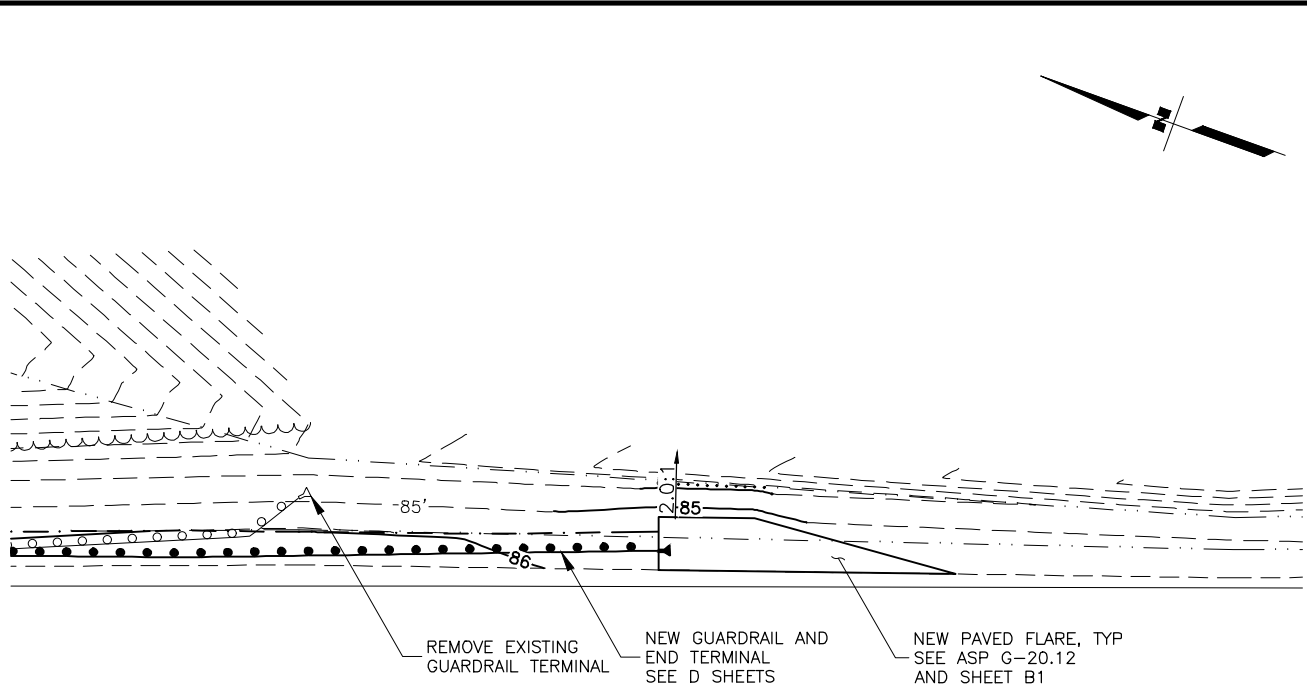 N
85'
2.0:1
85
86
REMOVE EXISTING
GUARDRAIL TERMINAL
NEW GUARDRAIL AND
END TERMINAL
SEE D SHEETS
NEW PAVED FLARE, TYP
SEE ASP G-20.12
AND SHEET B1